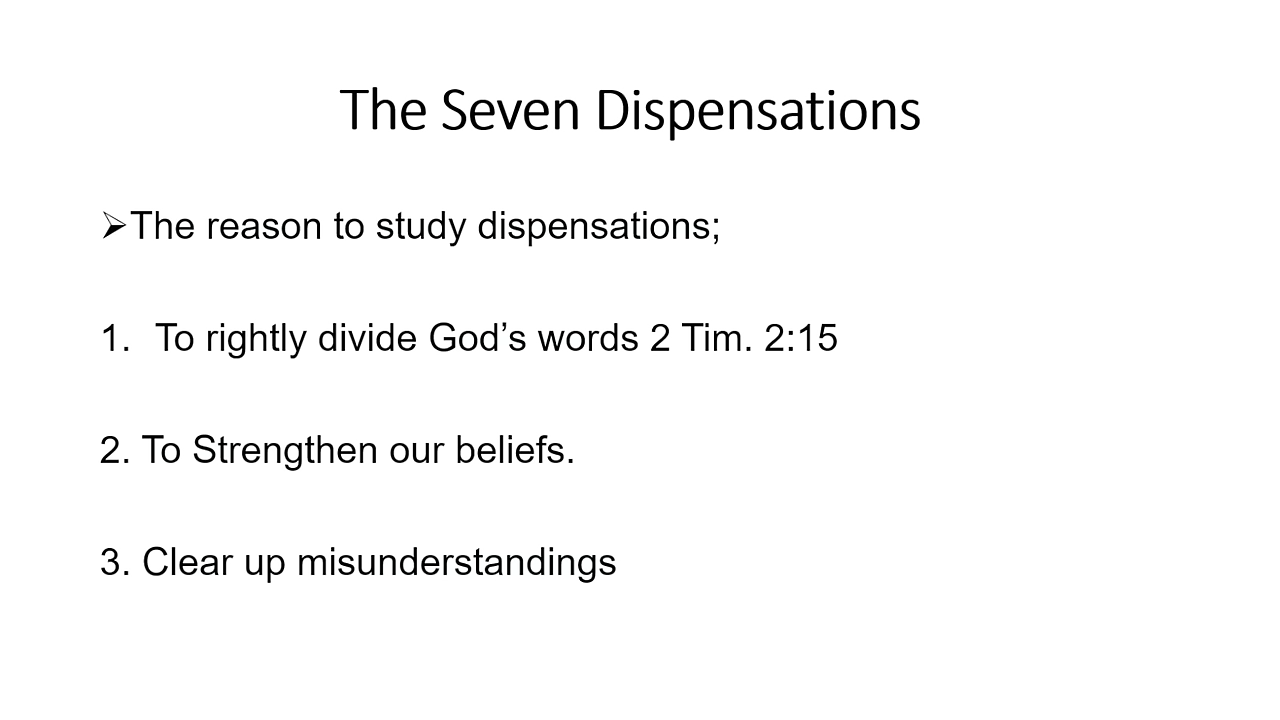 The Seven Dispensations
➢The reason to study dispensations;
1. To rightly divide God’s words 2 Tim. 2:15
2. To Strengthen our beliefs.
3. Clear up misunderstandings